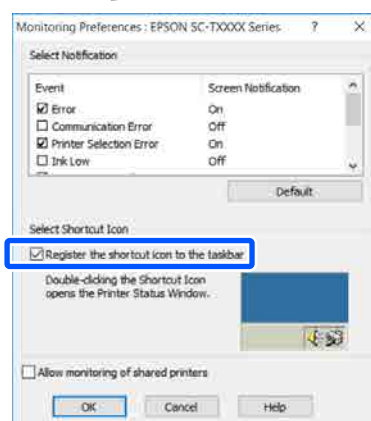 Monitoring Preferences : EPSON SC-TXXXX Series ? ×
Select Notification
Event Screen Notification
Error On
Communication Error Off
Printer Selection Error On
Ink Low Off
Default
Select Shortcut Icon
Register the shortcut icon to the taskbar
Double-clicking the Shortcut Icon
opens the Printer Status Window.
Allow monitoring of shared printers
OK Cancel Help